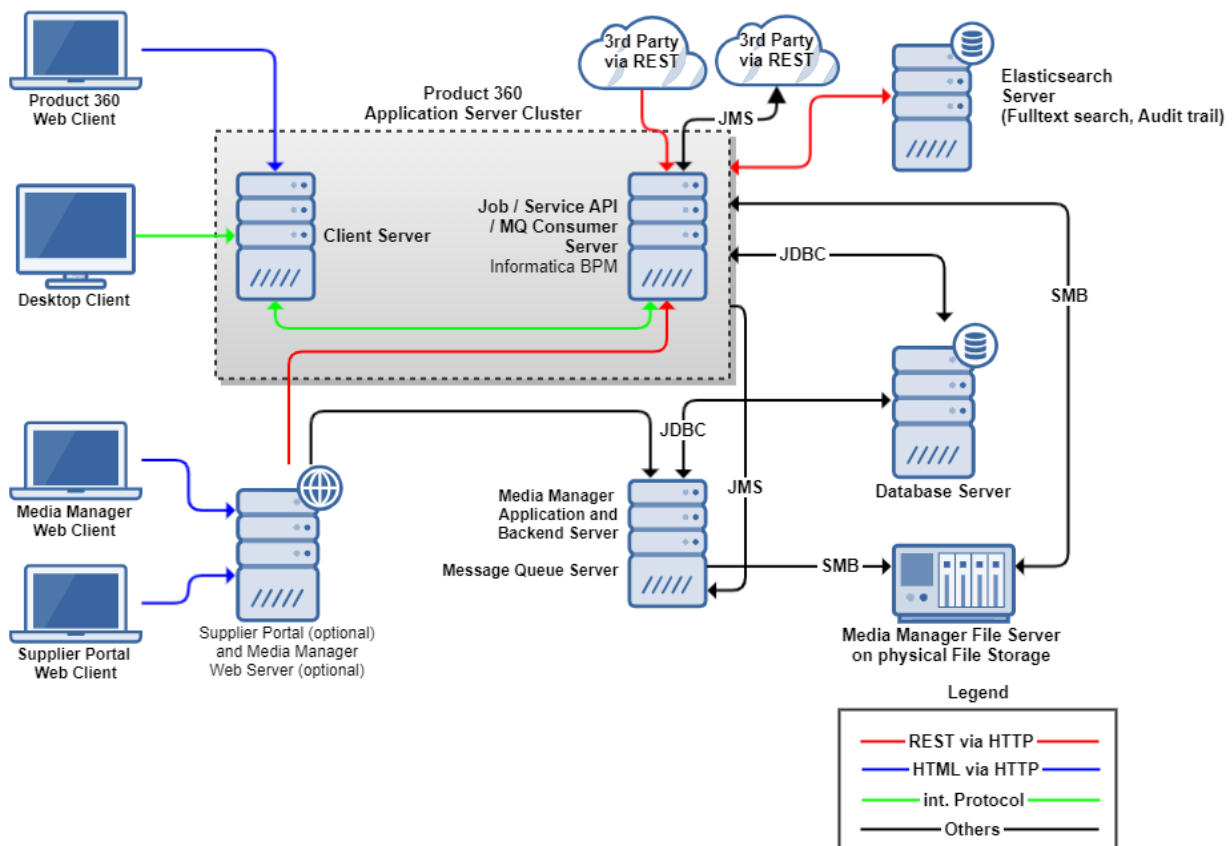 3rd Party
via REST
3rd Party
via REST
Product 360
Web Client
Elasticsearch
Server
(Fulltext search, Audit trail)
Product 360
Application Server Cluster
JMS
Job / Service API
/ MQ Consumer
Server
Informatica BPM
Client Server
JDBC
SMB
Desktop Client
JDBC
Media Manager
Web Client
JMS
Database Server
Media Manager
Application and
Backend Server
Message Queue Server
SMB
Supplier Portal
Web Client
Supplier Portal (optional)
and Media Manager
Web Server (optional)
Media Manager File Server
on physical File Storage
Legend
REST via HTTP
HTML via HTTP
int. Protocol
Others